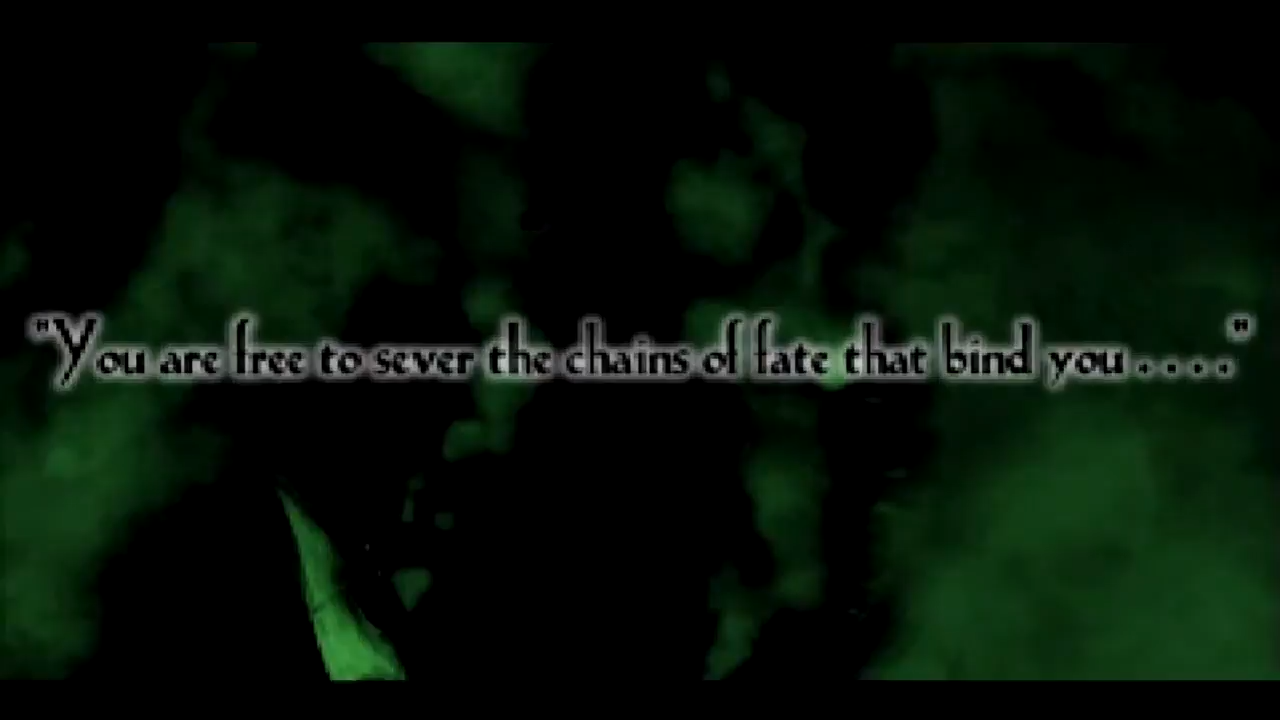 "You are free to sever the chains of fate that bind you . . . ."